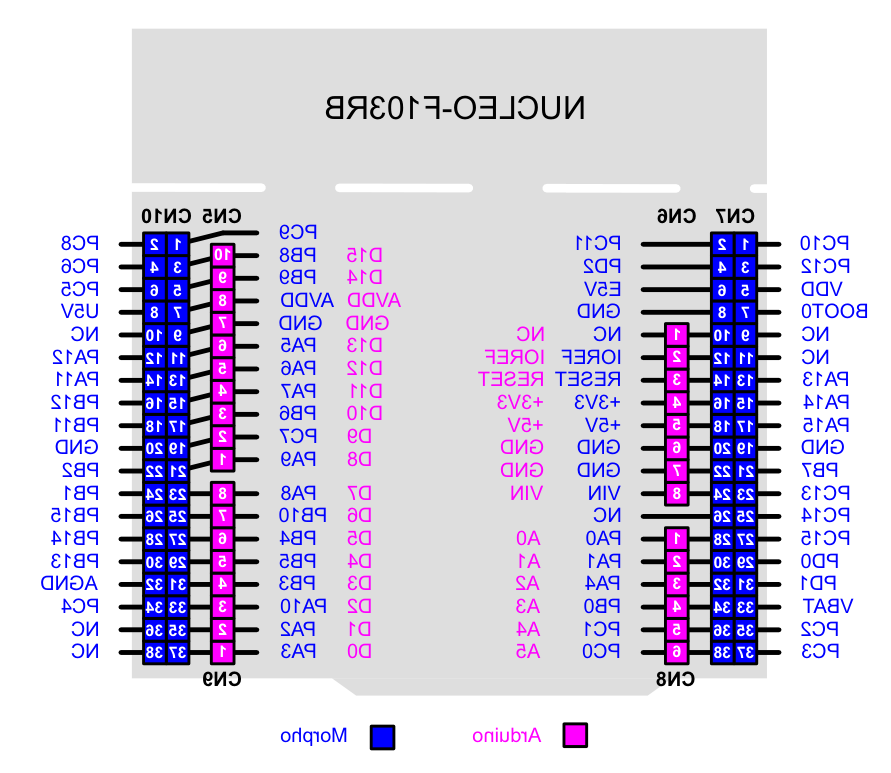 NUCLEO-F103RB
CN7 CN6 CN5 CN10
PC10 1 2 PC11 PC9 1 2 PC8
PC12 3 4 PD2 D15 PB8 10 3 4 PC6
VDD 5 6 E5V D14 PB9 9 5 6 PC5
BOOT0 7 8 GND AVDD AVDD 8 7 8 U5V
NC 9 10 1 NC NC GND GND 7 9 10 NC
NC 11 12 2 IOREF IOREF D13 PA5 6 11 12 PA12
PA13 13 14 3 RESET RESET D12 PA6 5 13 14 PA11
PA14 15 16 4 +3V3 +3V3 D11 PA7 4 15 16 PB12
PA15 17 18 5 +5V +5V D10 PB6 3 17 18 PB11
GND 19 20 6 GND GND D9 PC7 2 19 20 GND
PB7 21 22 7 GND GND D8 PA9 1 21 22 PB2
PC13 23 24 8 VIN VIN D7 PA8 8 23 24 PB1
PC14 25 26 NC D6 PB10 7 25 26 PB15
PC15 27 28 1 PA0 A0 D5 PB4 6 27 28 PB14
PD0 29 30 2 PA1 A1 D4 PB5 5 29 30 PB13
PD1 31 32 3 PA4 A2 D3 PB3 4 31 32 AGND
VBAT 33 34 4 PB0 A3 D2 PA10 3 33 34 PC4
PC2 35 36 5 PC1 A4 D1 PA2 2 35 36 NC
PC3 37 38 6 PC0 A5 D0 PA3 1 37 38 NC
CN8 CN9
Arduino Morpho